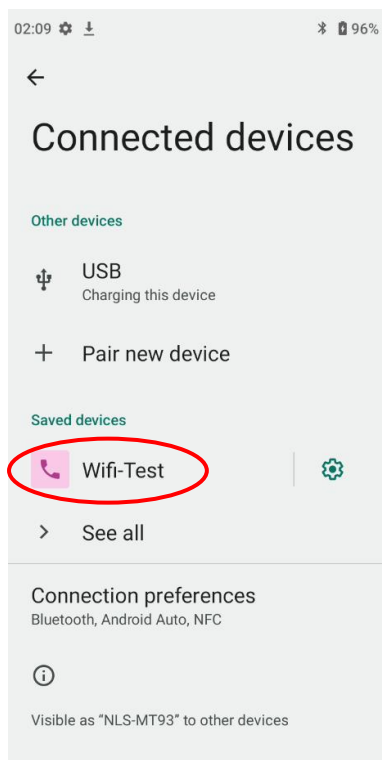 02:09 96%
Connected devices
Other devices
USB
Charging this device
Pair new device
Saved devices
Wifi-Test
See all
Connection preferences
Bluetooth, Android Auto, NFC
Visible as “NLS-MT93” to other devices